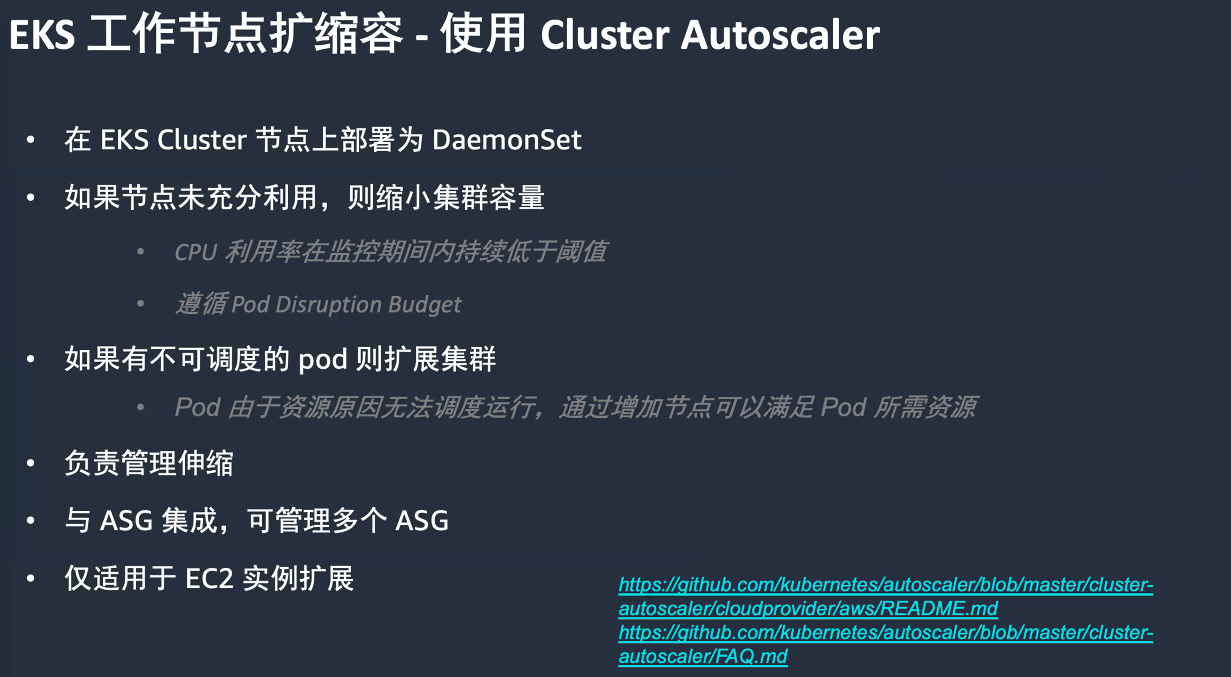 EKS 工作节点扩缩容 - 使用 Cluster Autoscaler
• 在 EKS Cluster 节点上部署为 DaemonSet
• 如果节点未充分利用，则缩小集群容量
• CPU 利用率在监控期间内持续低于阈值
• 遵循 Pod Disruption Budget
• 如果有不可调度的 pod 则扩展集群
• Pod 由于资源原因无法调度运行，通过增加节点可以满足 Pod 所需资源
• 负责管理伸缩
• 与 ASG 集成，可管理多个 ASG
• 仅适用于 EC2 实例扩展
https://github.com/kubernetes/autoscaler/blob/master/cluster-
autoscaler/cloudprovider/aws/README.md
https://github.com/kubernetes/autoscaler/blob/master/cluster-
autoscaler/FAQ.md